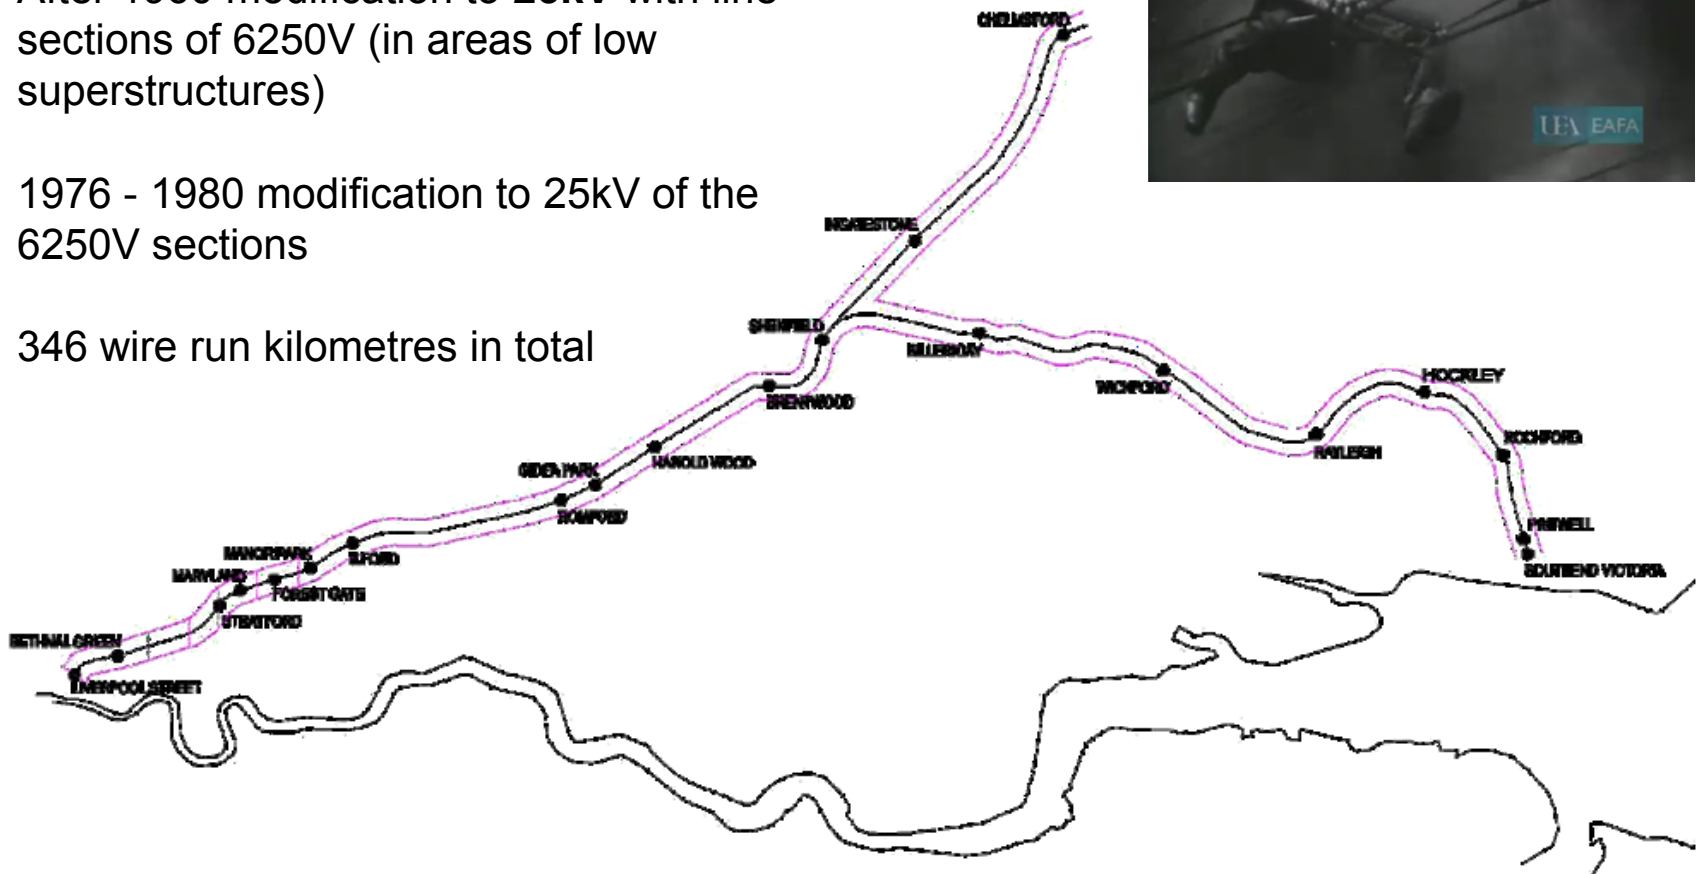 sections of 6250V (in areas of low
superstructures)
1976 - 1980 modification to 25kV of the
6250V sections
346 wire run kilometres in total
UEA EAFA
CHELMSFORD
INGATESTONE
SHENFIELD
BILLERICAY
WICKFORD
HOCKLEY
BRENTWOOD
ROCHFORD
RAYLEIGH
GIDEA PARK
HAROLD WOOD
ROMFORD
PRITWELL
MANOR PARK
ILFORD
SOUTHEND VICTORIA
MARYLAND
FOREST GATE
STRATFORD
BETHNAL GREEN
LIVERPOOL STREET